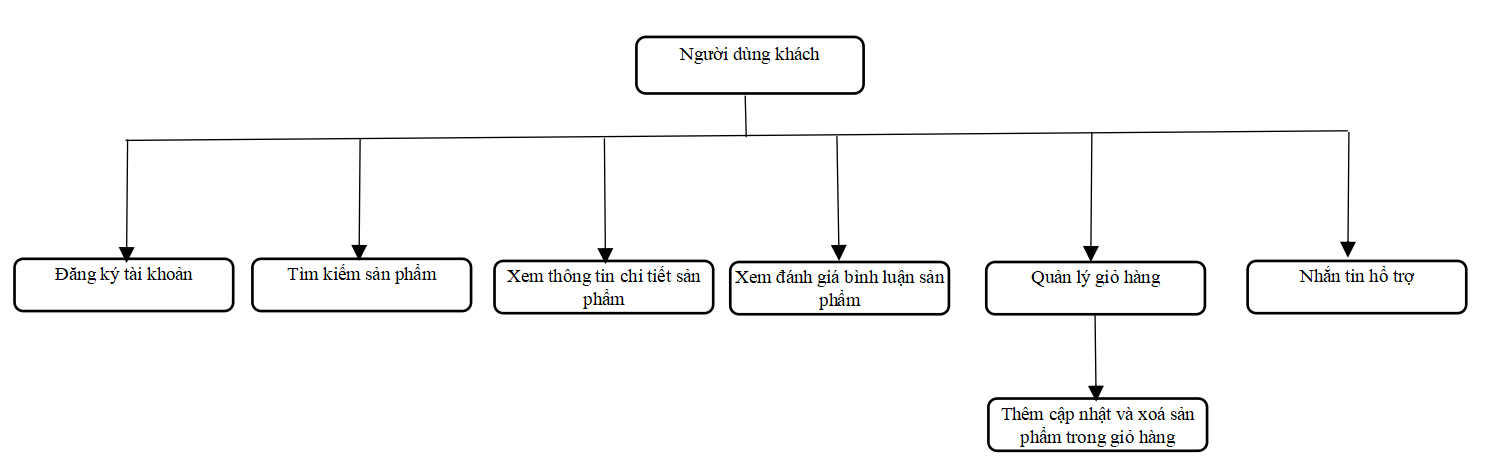 Người dùng khách
Đăng ký tài khoản
Tìm kiếm sản phẩm
Xem thông tin chi tiết sản
phẩm
Xem đánh giá bình luận sản
phẩm
Quản lý giỏ hàng
Nhắn tin hổ trợ
Thêm cập nhật và xoá sản
phẩm trong giỏ hàng